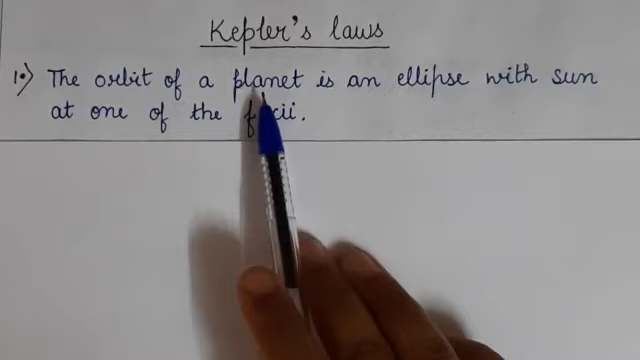 Kepler's laws
1.) The orbit of a planet is an ellipse with sun
at one of the